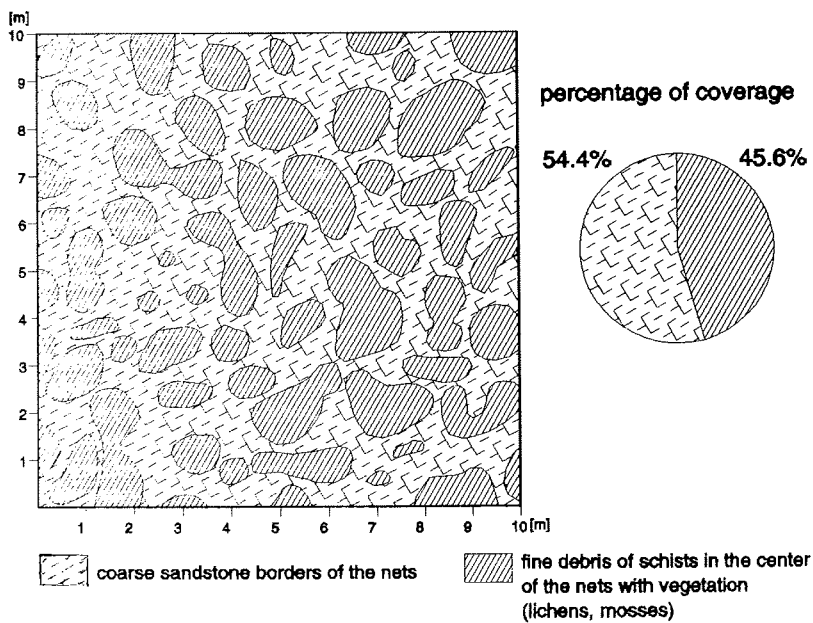 [m]
10
9
8
7
6
5
4
3
2
1
1 2 3 4 5 6 7 8 9 10 [m]
percentage of coverage
54.4% 45.6%
coarse sandstone borders of the nets
fine debris of schists in the center
of the nets with vegetation
(lichens, mosses)